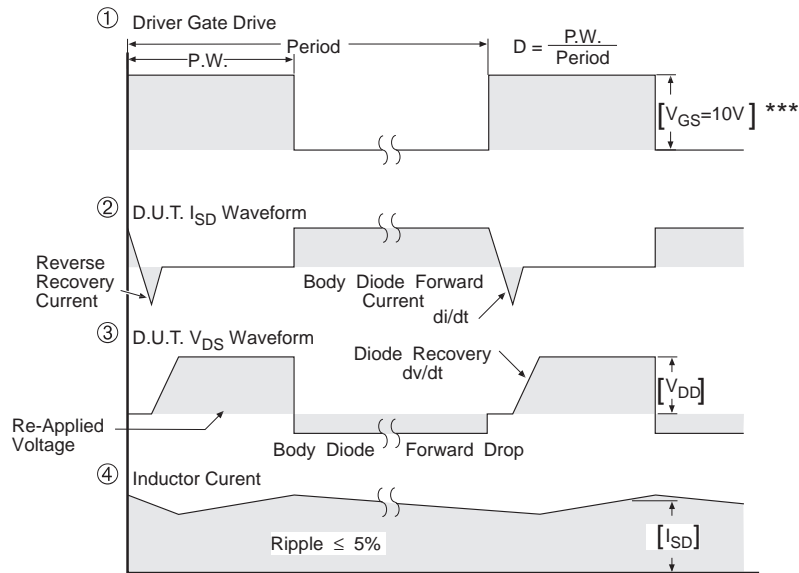 ① Driver Gate Drive
P.W.
Period
D = P.W. / Period
[VGS=10V] ***
② D.U.T. ISD Waveform
Reverse
Recovery
Current
Body Diode Forward
Current
di/dt
③ D.U.T. VDS Waveform
Diode Recovery
dv/dt
[VDD]
Re-Applied
Voltage
Body Diode Forward Drop
④ Inductor Curent
Ripple ≤ 5%
[ISD]